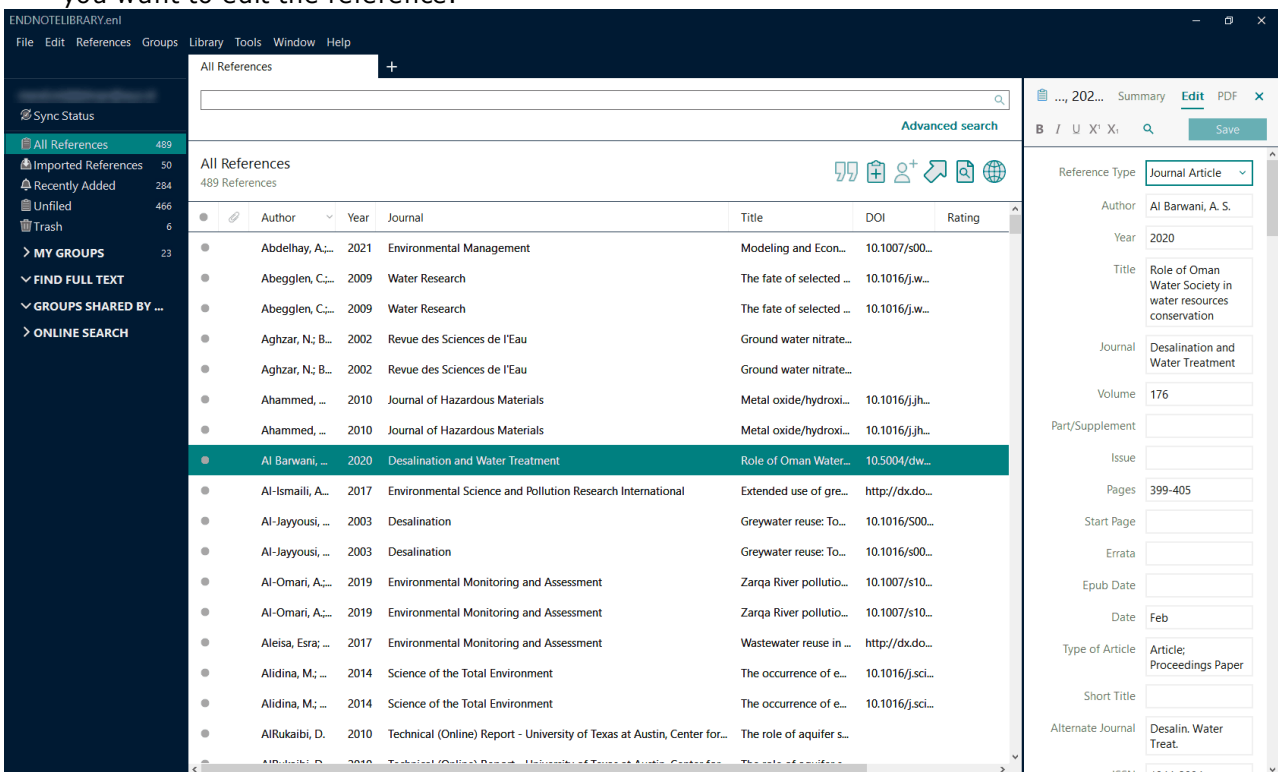 you want to edit the reference.
ENDNOTELIBRARY.enl
File Edit References Groups Library Tools Window Help
All References +
Sync Status
All References 489
Imported References 50
Recently Added 284
Unfiled 466
Trash 6
MY GROUPS 23
FIND FULL TEXT
GROUPS SHARED BY ...
ONLINE SEARCH
Advanced search
All References
489 References
Author Year Journal Title DOI Rating
Abdelhay, A.;... 2021 Environmental Management Modeling and Econ... 10.1007/s00...
Abegglen, C.;... 2009 Water Research The fate of selected ... 10.1016/j.w...
Abegglen, C.;... 2009 Water Research The fate of selected ... 10.1016/j.w...
Aghzar, N.; B... 2002 Revue des Sciences de l'Eau Ground water nitrate...
Aghzar, N.; B... 2002 Revue des Sciences de l'Eau Ground water nitrate...
Ahammed, ... 2010 Journal of Hazardous Materials Metal oxide/hydroxi... 10.1016/j.jh...
Ahammed, ... 2010 Journal of Hazardous Materials Metal oxide/hydroxi... 10.1016/j.jh...
Al Barwani, ... 2020 Desalination and Water Treatment Role of Oman Water... 10.5004/dw...
Al-Ismaili, A... 2017 Environmental Science and Pollution Research International Extended use of gre... http://dx.do...
Al-Jayyousi, ... 2003 Desalination Greywater reuse: To... 10.1016/S00...
Al-Jayyousi, ... 2003 Desalination Greywater reuse: To... 10.1016/s00...
Al-Omari, A.;... 2019 Environmental Monitoring and Assessment Zarqa River pollutio... 10.1007/s10...
Al-Omari, A.;... 2019 Environmental Monitoring and Assessment Zarqa River pollutio... 10.1007/s10...
Aleisa, Esra; ... 2017 Environmental Monitoring and Assessment Wastewater reuse in ... http://dx.do...
Alidina, M.; ... 2014 Science of the Total Environment The occurrence of e... 10.1016/j.sci...
Alidina, M.; ... 2014 Science of the Total Environment The occurrence of e... 10.1016/j.sci...
AlRukaibi, D. 2010 Technical (Online) Report - University of Texas at Austin, Center for... The role of aquifer s...
..., 202... Summary Edit PDF
B I U X¹ X₁ Save
Reference Type Journal Article
Author Al Barwani, A. S.
Year 2020
Title Role of Oman
Water Society in
water resources
conservation
Journal Desalination and
Water Treatment
Volume 176
Part/Supplement
Issue
Pages 399-405
Start Page
Errata
Epub Date
Date Feb
Type of Article Article;
Proceedings Paper
Short Title
Alternate Journal Desalin. Water
Treat.